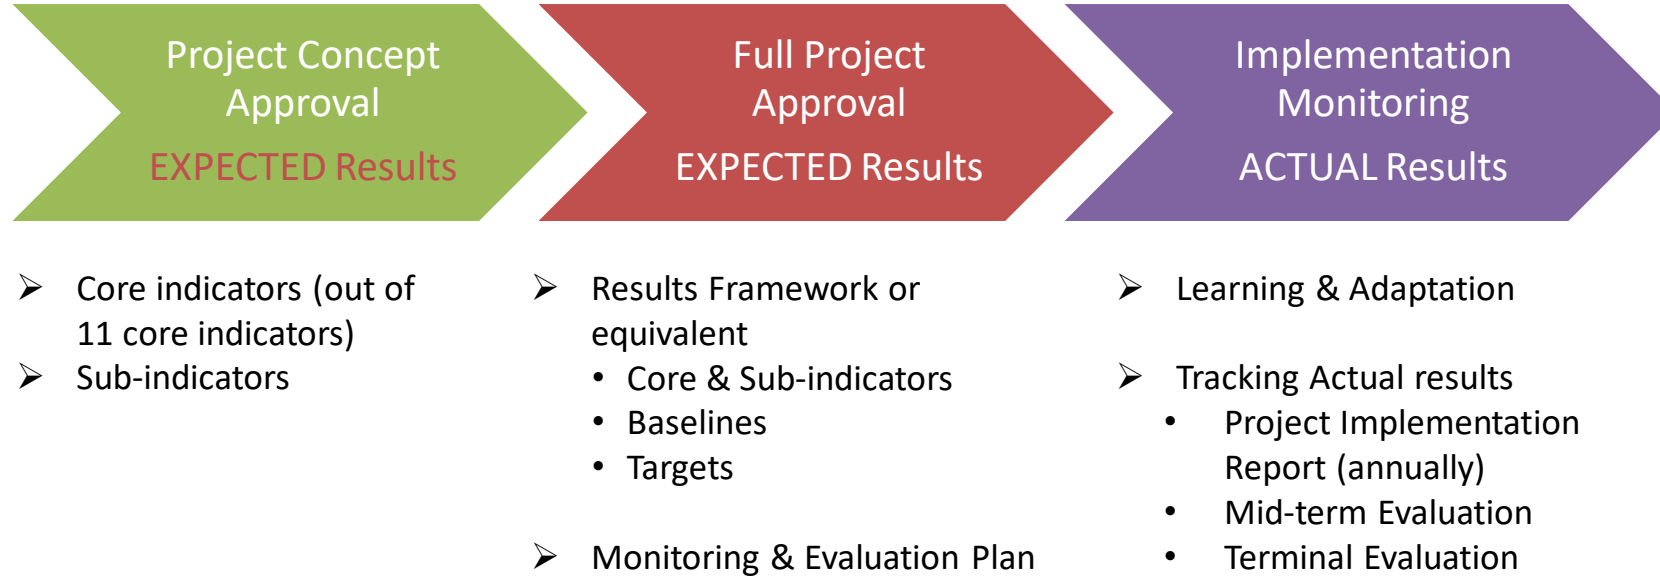 Project Concept
Approval
EXPECTED Results
Full Project
Approval
EXPECTED Results
Implementation
Monitoring
ACTUAL Results
➢ Core indicators (out of
11 core indicators)
➢ Sub-indicators
➢ Results Framework or
equivalent
• Core & Sub-indicators
• Baselines
• Targets
➢ Monitoring & Evaluation Plan
➢ Learning & Adaptation
➢ Tracking Actual results
• Project Implementation
Report (annually)
• Mid-term Evaluation
• Terminal Evaluation